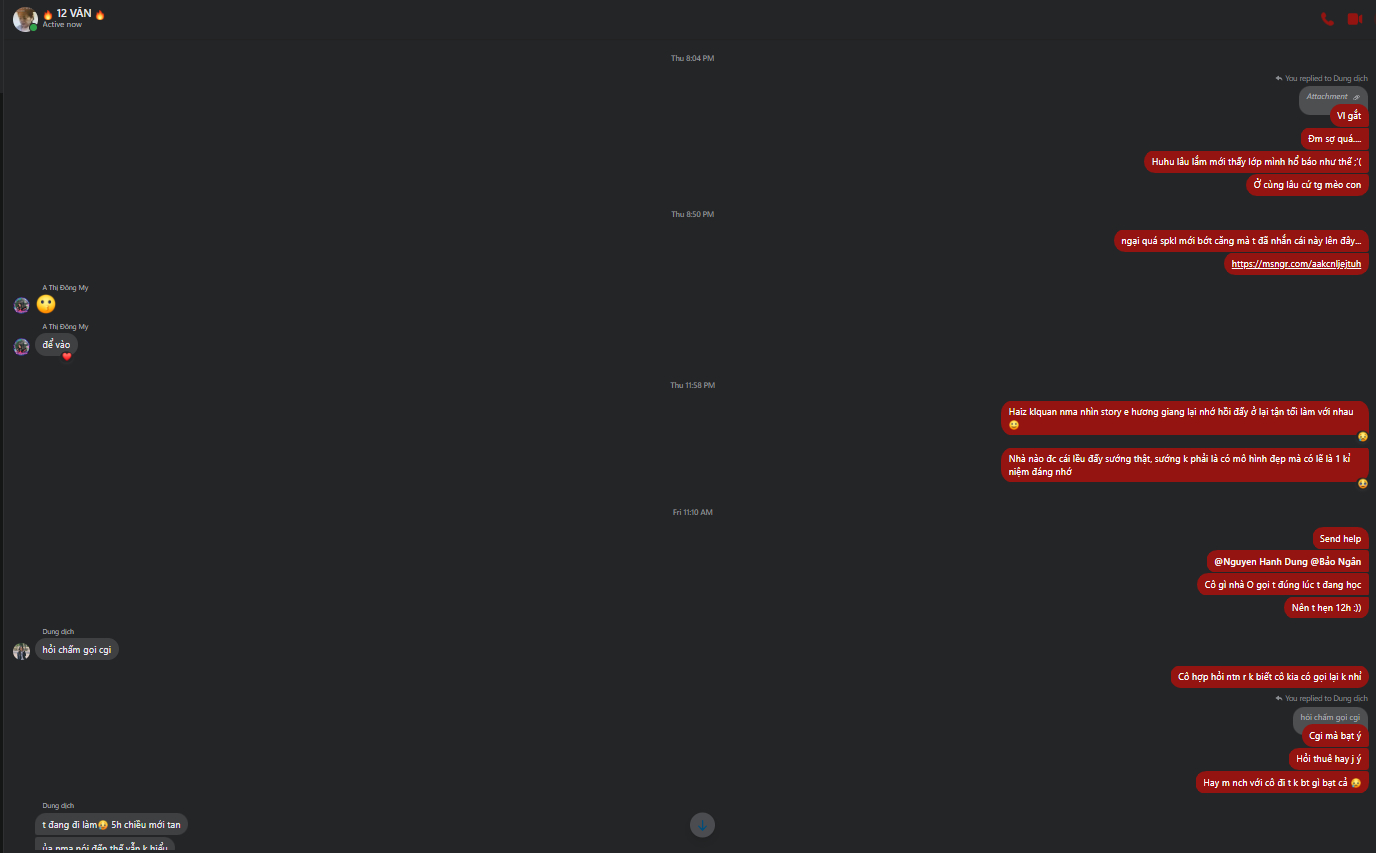 🔥 12 VĂN 🔥
Active now
Thu 8:04 PM
You replied to Dung dịch
Attachment
Vl gắt
Đm sợ quá....
Huhu lâu lắm mới thấy lớp mình hổ báo như thế ;'(
Ở cùng lâu cứ tg mèo con
Thu 8:50 PM
ngại quá spkl mới bớt căng mà t đã nhắn cái này lên đây...
https://msngr.com/aakcnljejtuh
A Thị Đông My
A Thị Đông My
để vào
Thu 11:58 PM
Haiz klquan nma nhìn story e hương giang lại nhớ hồi đấy ở lại tận tối làm với nhau
Nhà nào đc cái lều đấy sướng thật, sướng k phải là có mô hình đẹp mà có lẽ là 1 kỉ
niệm đáng nhớ
Fri 11:10 AM
Send help
@Nguyen Hanh Dung @Bảo Ngân
Cô gì nhà O gọi t đúng lúc t đang học
Nên t hẹn 12h :))
Dung dịch
hỏi chấm gọi cgi
Cô hợp hỏi ntn r k biết cô kia có gọi lại k nhỉ
You replied to Dung dịch
hỏi chấm gọi cgi
Cgi mà bạt ý
Hỏi thuê hay j ý
Hay m nch với cô đi t k bt gì bạt cả
Dung dịch
t đang đi làm 5h chiều mới tan
ủa nma nói đến thế vẫn k hiểu